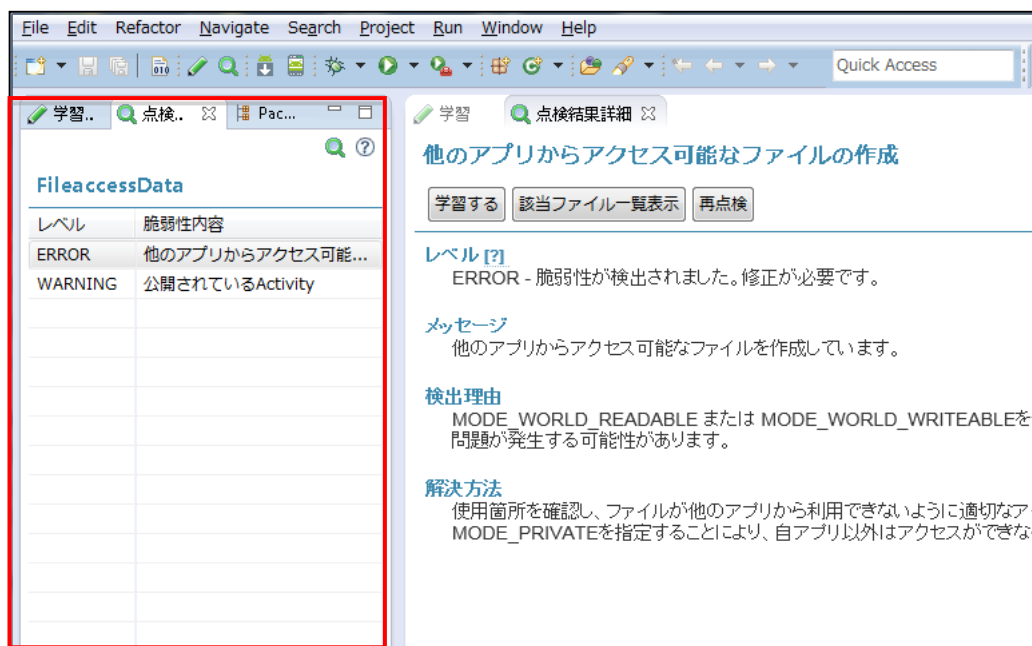 File Edit Refactor Navigate Search Project Run Window Help
Quick Access
学習.. 点検.. Pac...
FileaccessData
レベル 脆弱性内容
ERROR 他のアプリからアクセス可能...
WARNING 公開されているActivity
学習 点検結果詳細
他のアプリからアクセス可能なファイルの作成
学習する 該当ファイル一覧表示 再点検
レベル [?]
ERROR - 脆弱性が検出されました。修正が必要です。
メッセージ
他のアプリからアクセス可能なファイルを作成しています。
検出理由
MODE_WORLD_READABLE または MODE_WORLD_WRITEABLEを
問題が発生する可能性があります。
解決方法
使用箇所を確認し、ファイルが他のアプリから利用できないように適切なア
MODE_PRIVATEを指定することにより、自アプリ以外はアクセスができな